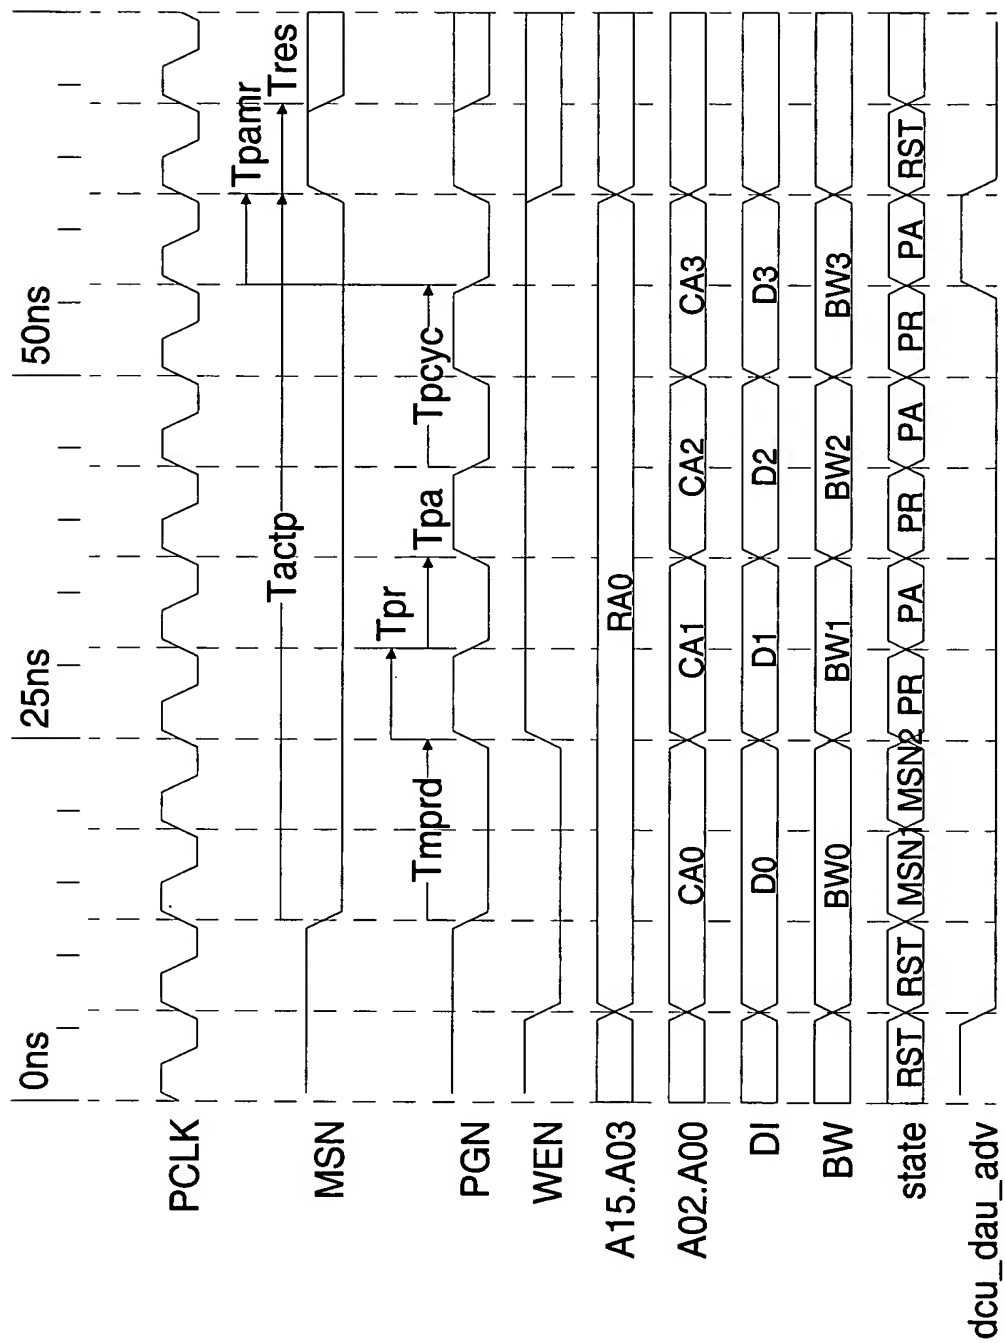 0ns 25ns 50ns
PCLK
Tpamr
MSN Tactp Tres
Tpr
PGN Tmprd Tpa Tpcyc
WEN
A15.A03 RA0
A02.A00 CA0 CA1 CA2 CA3
DI D0 D1 D2 D3
BW BW0 BW1 BW2 BW3
state RST RST MSN1 MSN2 PR PA PR PA PR PA RST
dcu_dau_adv